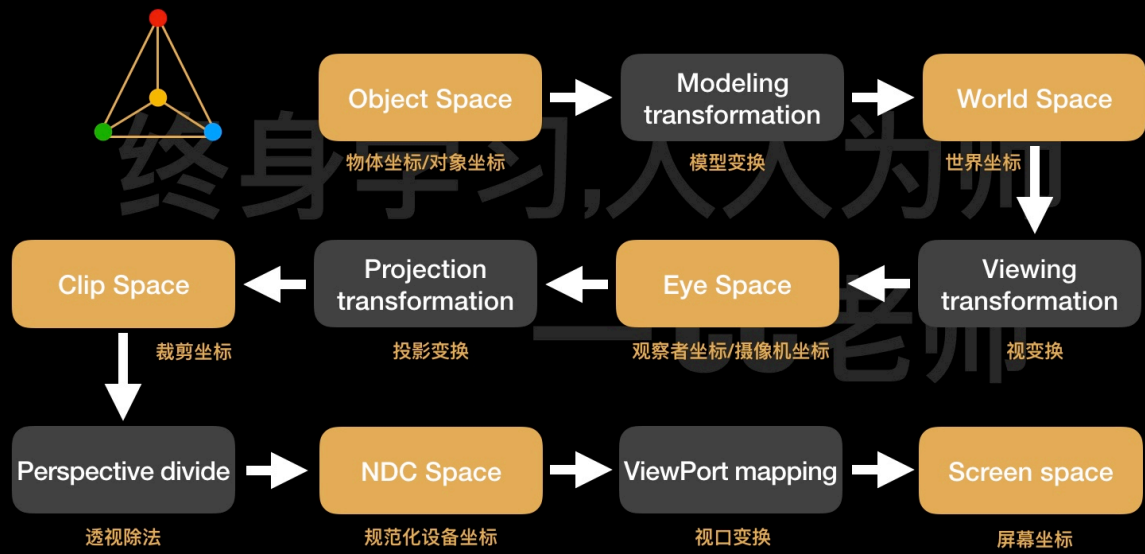 Object Space
Modeling
transformation
World Space
物体坐标/对象坐标
模型变换
世界坐标
终身学习,人人为师
Clip Space
Projection
transformation
Eye Space
Viewing
transformation
裁剪坐标
投影变换
观察者坐标/摄像机坐标
视变换
—CC老师
Perspective divide
NDC Space
ViewPort mapping
Screen space
透视除法
规范化设备坐标
视口变换
屏幕坐标